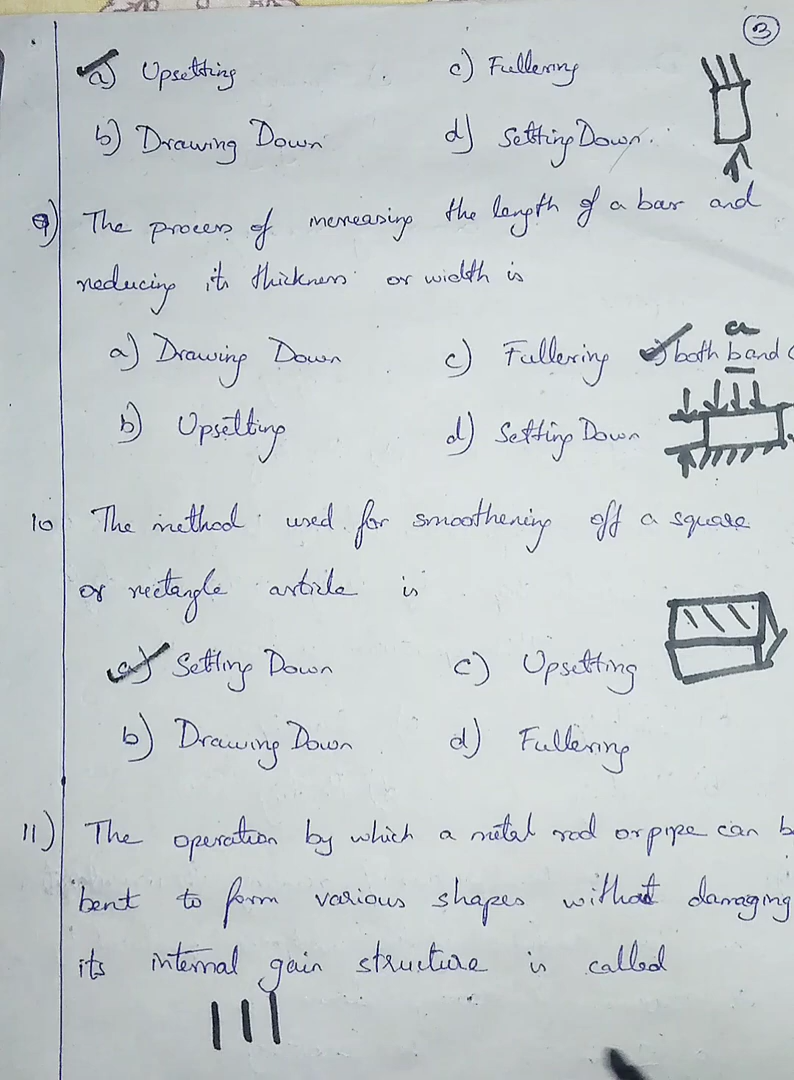 3
a) Upsetting c) Fullering
b) Drawing Down d) Setting Down.
9) The process of increasing the length of a bar and
reducing its thickness or width is
a
a) Drawing Down c) Fullering e) both b and c
b) Upsetting d) Setting Down
10 The method used for smoothening off a square
or rectangle article is
a) Setting Down c) Upsetting
b) Drawing Down d) Fullering
11) The operation by which a metal rod or pipe can b
bent to form various shapes without damaging
its internal gain structure is called